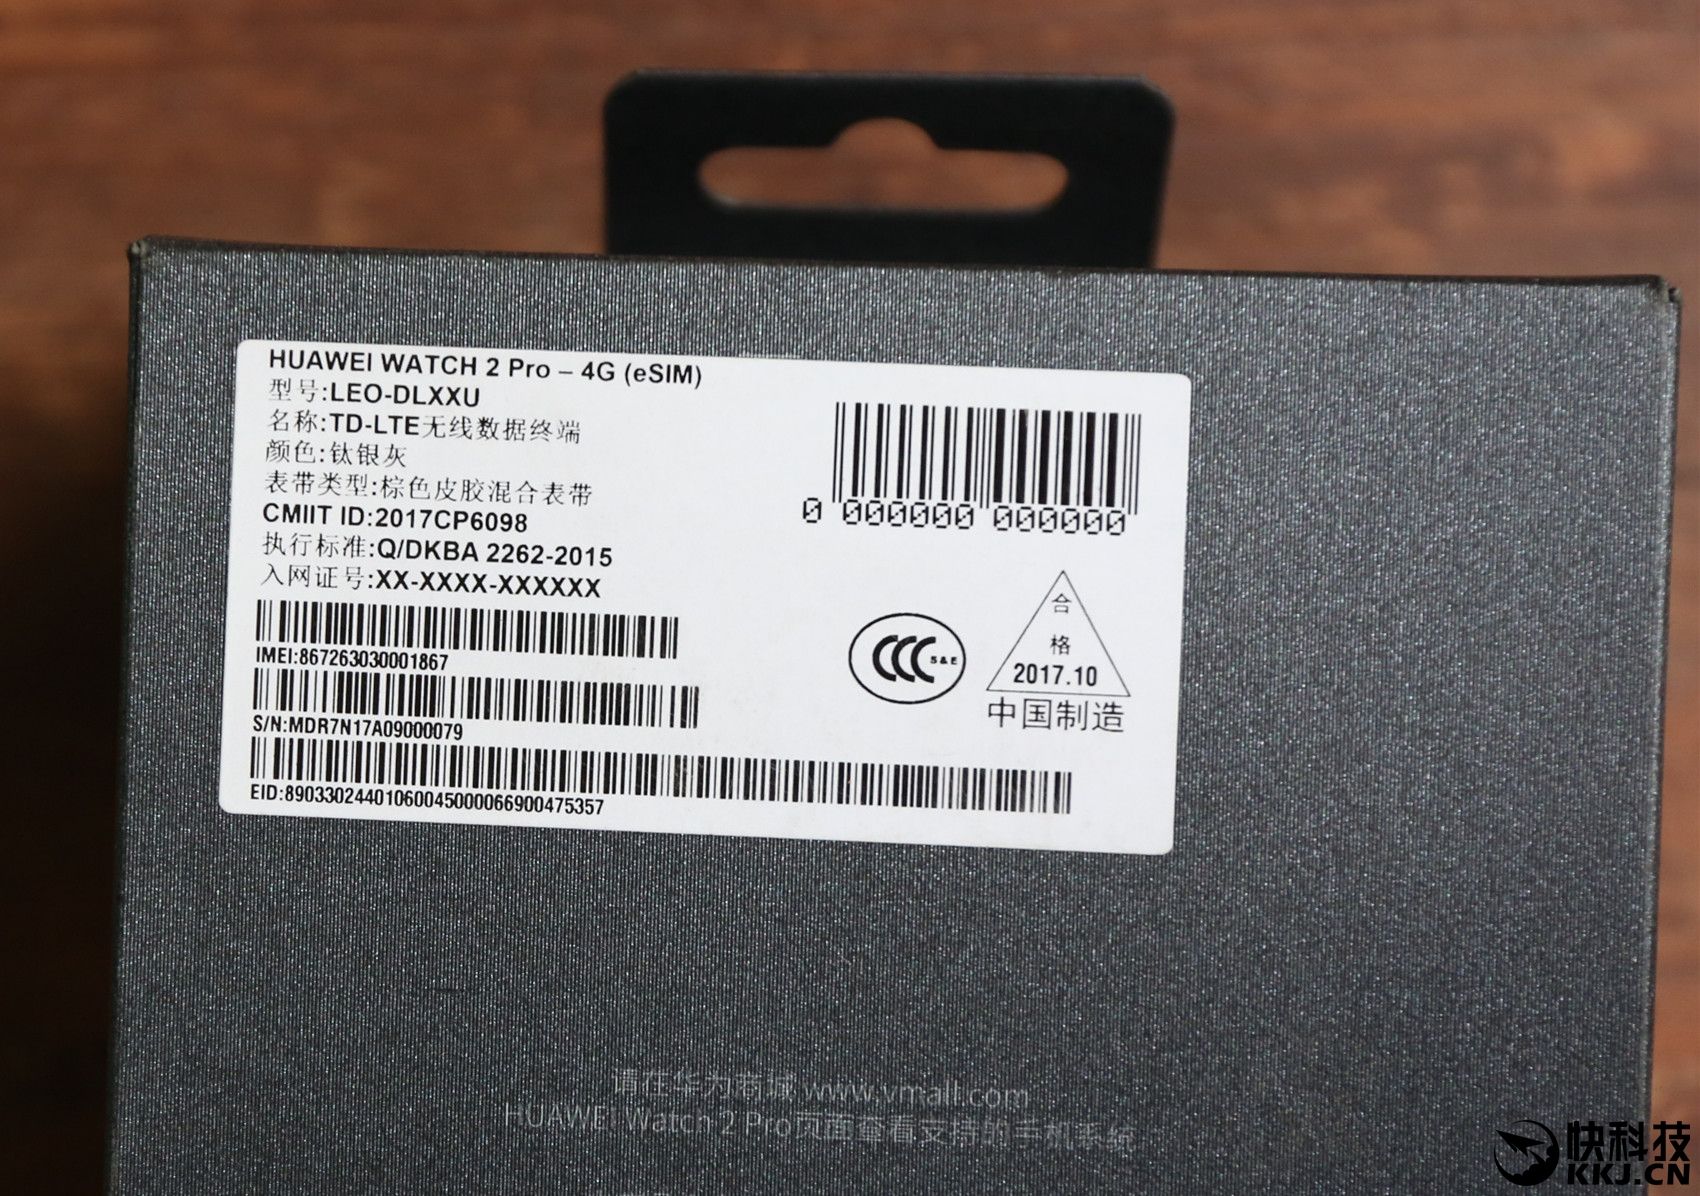 HUAWEI WATCH 2 Pro – 4G (eSIM)
型号:LEO-DLXXU
名称:TD-LTE无线数据终端
颜色:钛银灰
表带类型:棕色皮胶混合表带
CMIIT ID:2017CP6098
执行标准:Q/DKBA 2262-2015
入网证号:XX-XXXX-XXXXXX
IMEI:867263030001867
S/N:MDR7N17A09000079
EID:89033024401060045000066900475357
0 000000 000000
CCC S&E
合
格
2017.10
中国制造
请在华为商城 www.vmall.com
HUAWEI Watch 2 Pro页面查看支持的手机系统
快科技
KKJ.CN